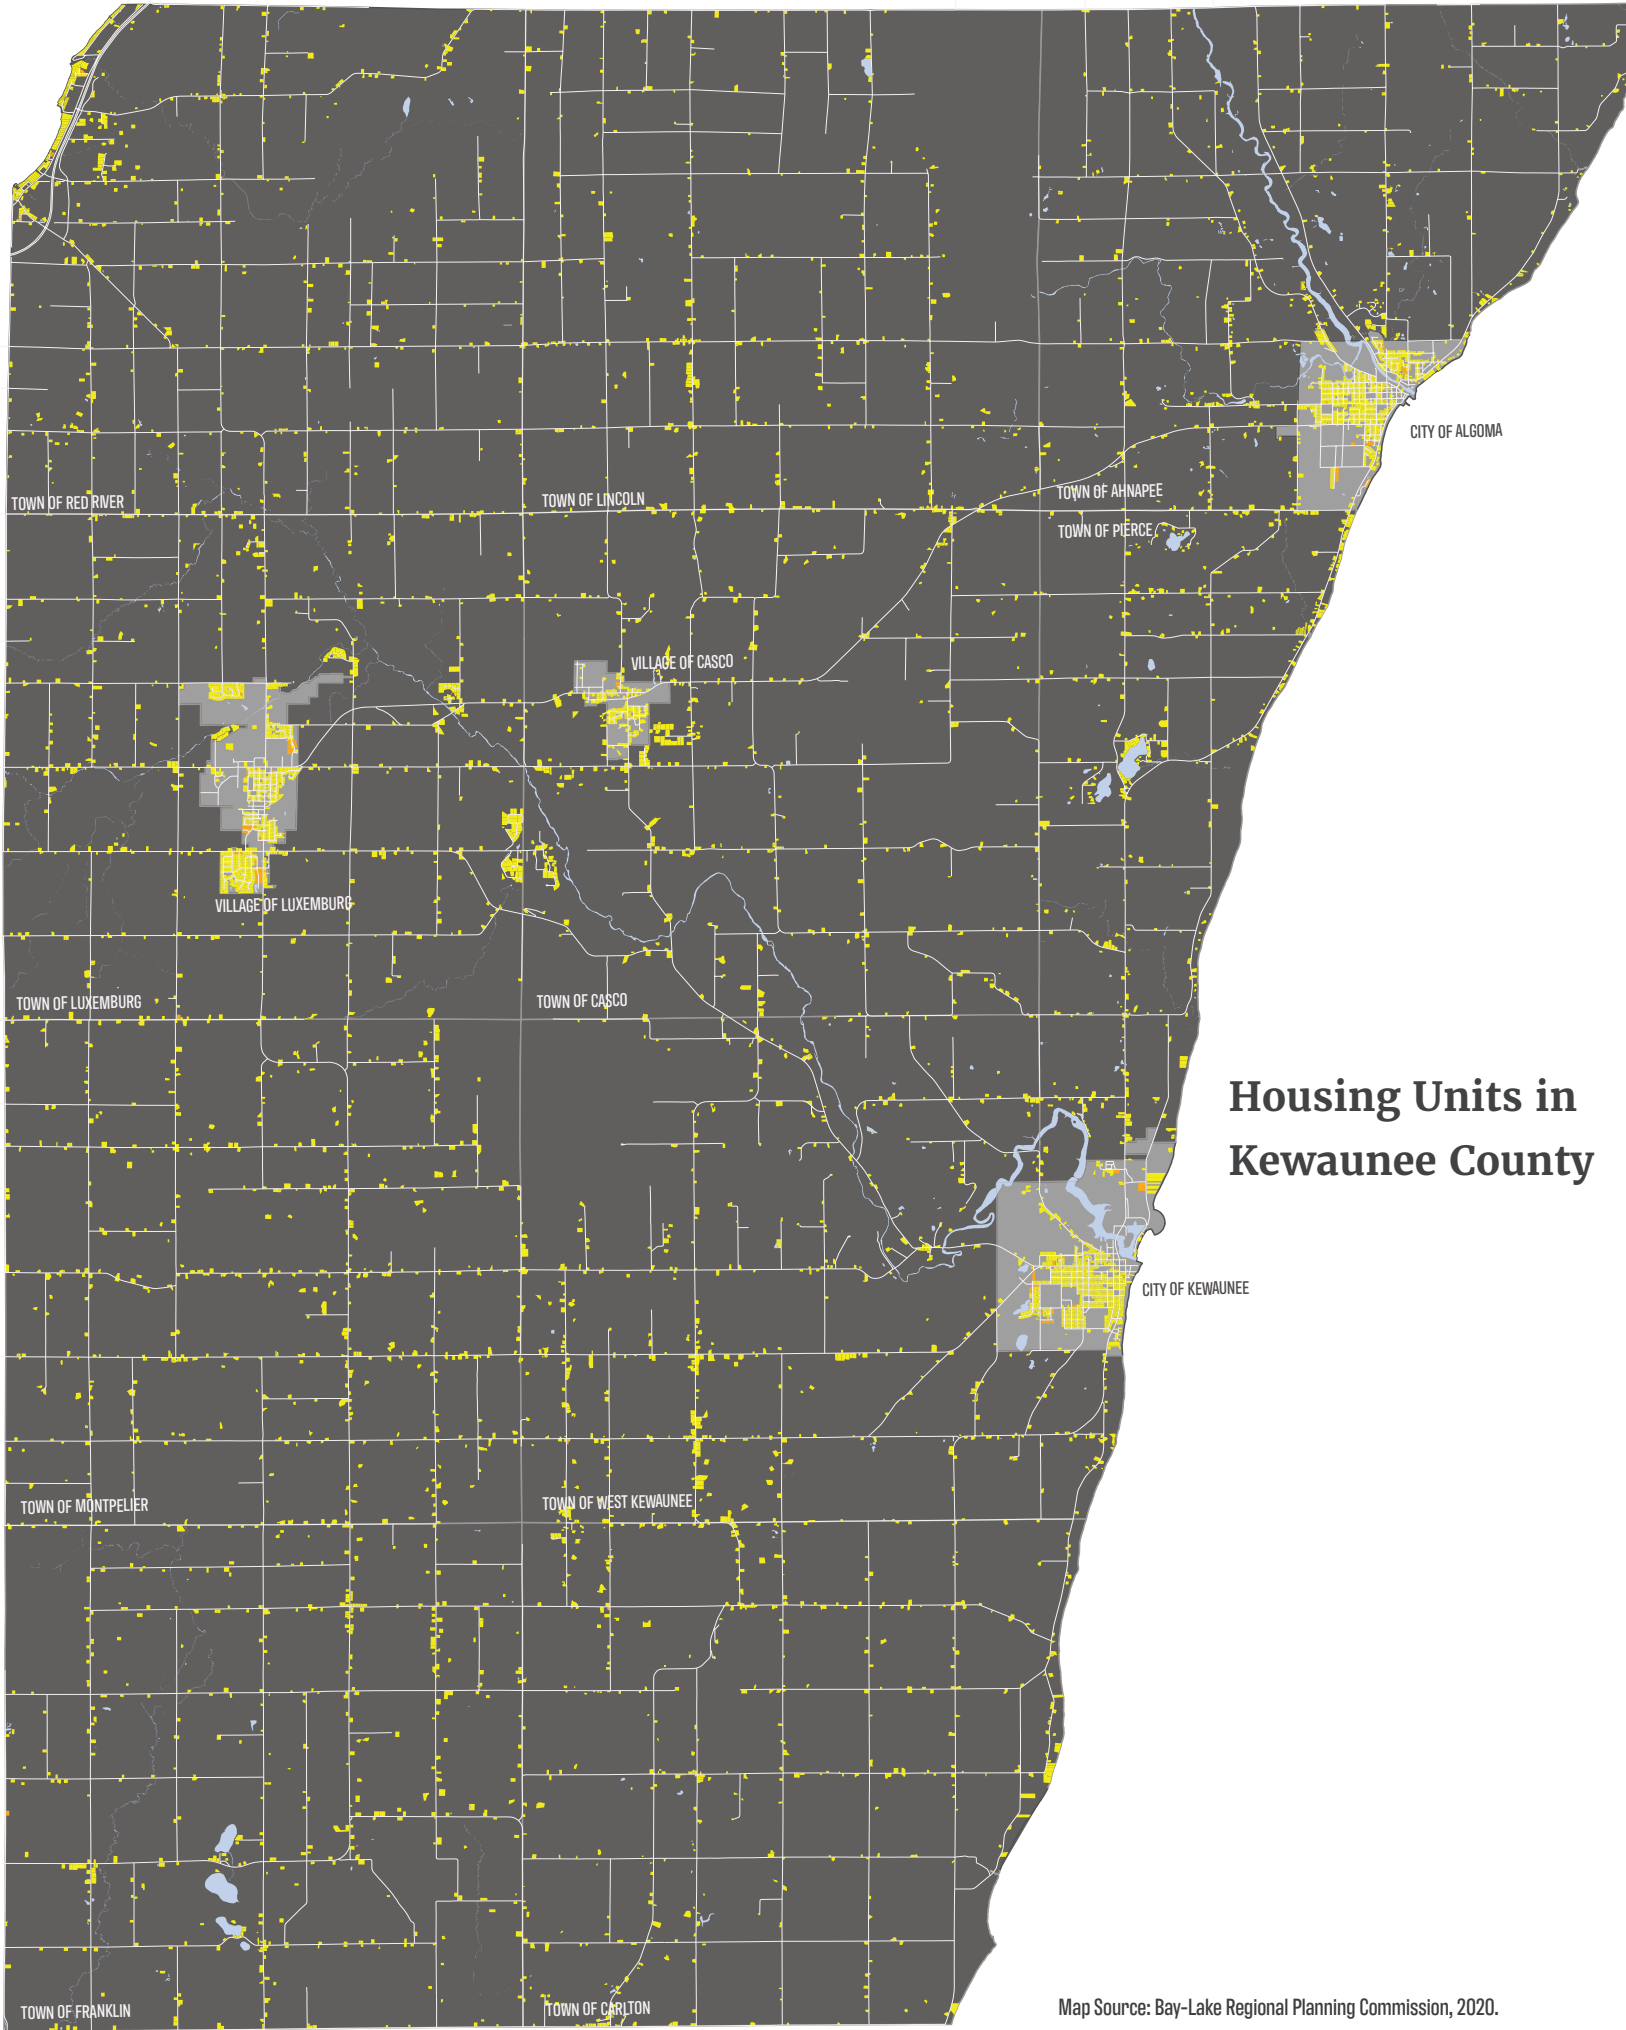 CITY OF ALGOMA
TOWN OF RED RIVER
TOWN OF LINCOLN
TOWN OF AHNAPEE
TOWN OF PIERCE
VILLAGE OF CASCO
VILLAGE OF LUXEMBURG
TOWN OF LUXEMBURG
TOWN OF CASCO
Housing Units in
Kewaunee County
CITY OF KEWAUNEE
TOWN OF MONTPELIER
TOWN OF WEST KEWAUNEE
TOWN OF FRANKLIN
TOWN OF CARLTON
Map Source: Bay-Lake Regional Planning Commission, 2020.